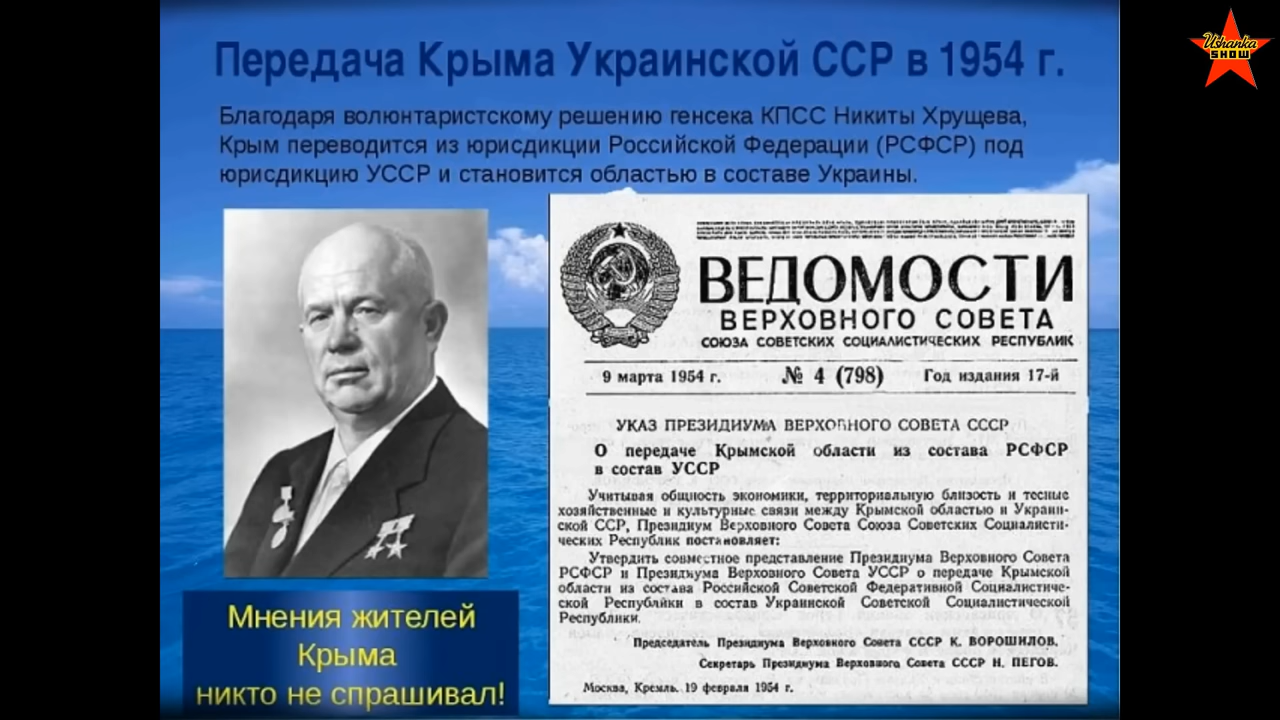 Передача Крыма Украинской ССР в 1954 г.
Благодаря волюнтаристскому решению генсека КПСС Никиты Хрущева,
Крым переводится из юрисдикции Российской Федерации (РСФСР) под
юрисдикцию УССР и становится областью в составе Украины.
Ushanka
SHOW
ВЕДОМОСТИ
ВЕРХОВНОГО СОВЕТА
СОЮЗА СОВЕТСКИХ СОЦИАЛИСТИЧЕСКИХ РЕСПУБЛИК
9 марта 1954 г. № 4 (798) Год издания 17-й
УКАЗ ПРЕЗИДИУМА ВЕРХОВНОГО СОВЕТА СССР
О передаче Крымской области из состава РСФСР
в состав УССР
Учитывая общность экономики, территориальную близость и тесные
хозяйственные и культурные связи между Крымской областью и Украин-
ской ССР, Президиум Верховного Совета Союза Советских Социалисти-
ческих Республик постановляет:
Утвердить совместное представление Президиума Верховного Совета
РСФСР и Президиума Верховного Совета УССР о передаче Крымской
области из состава Российской Советской Федеративной Социалистиче-
ской Республики в состав Украинской Советской Социалистической
Республики.
Председатель Президиума Верховного Совета СССР К. ВОРОШИЛОВ.
Секретарь Президиума Верховного Совета СССР Н. ПЕГОВ.
Москва, Кремль. 19 февраля 1954 г.
Мнения жителей
Крыма
никто не спрашивал!